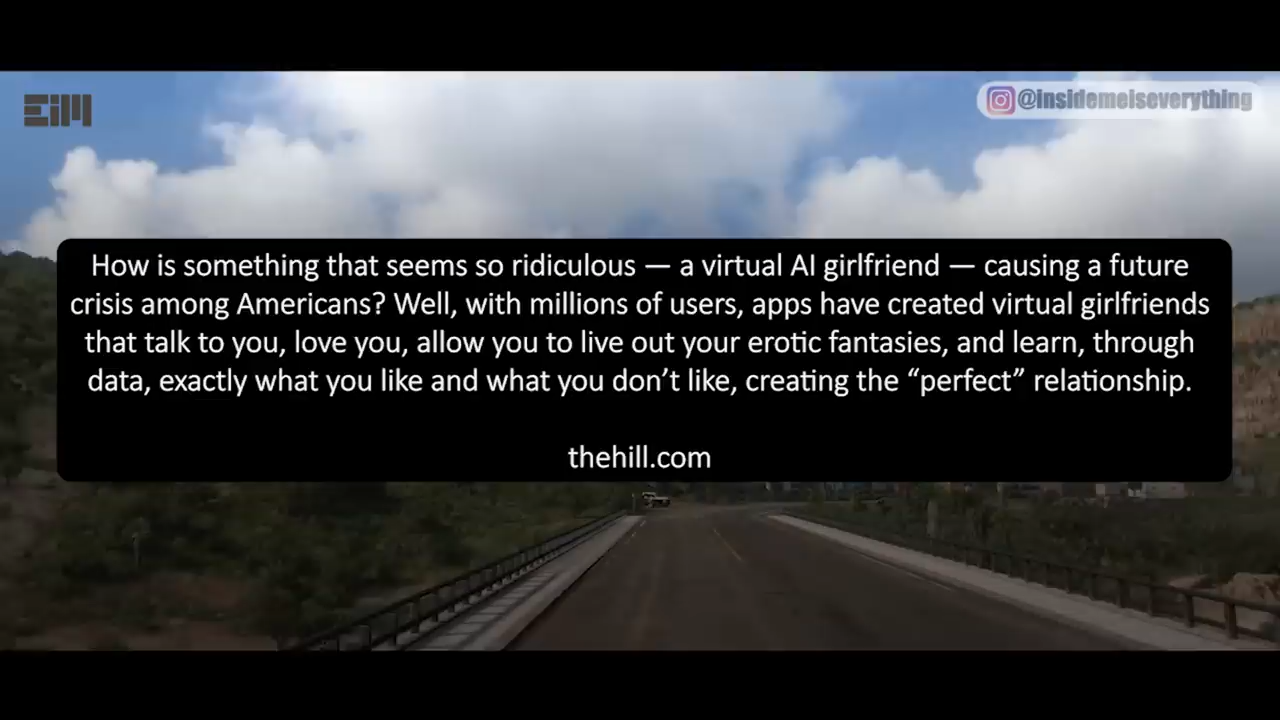 EiM
@insidemeiseverything
How is something that seems so ridiculous — a virtual AI girlfriend — causing a future
crisis among Americans? Well, with millions of users, apps have created virtual girlfriends
that talk to you, love you, allow you to live out your erotic fantasies, and learn, through
data, exactly what you like and what you don’t like, creating the “perfect” relationship.
thehill.com